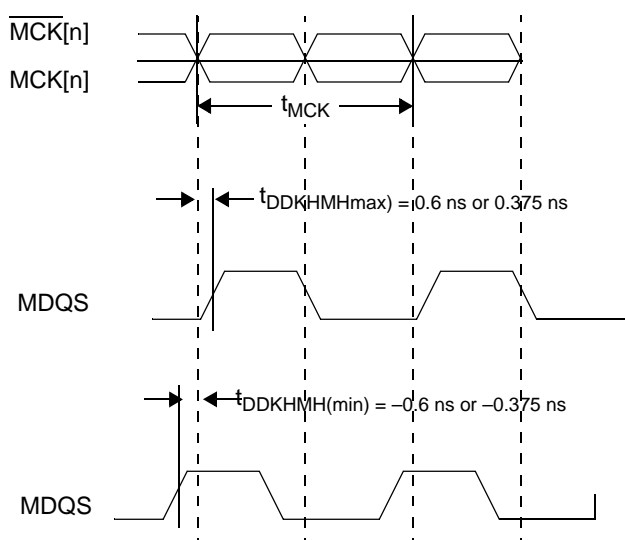 M̅C̅K̅[n]
MCK[n]
tMCK
tDDKHMHmax) = 0.6 ns or 0.375 ns
MDQS
tDDKHMH(min) = –0.6 ns or –0.375 ns
MDQS